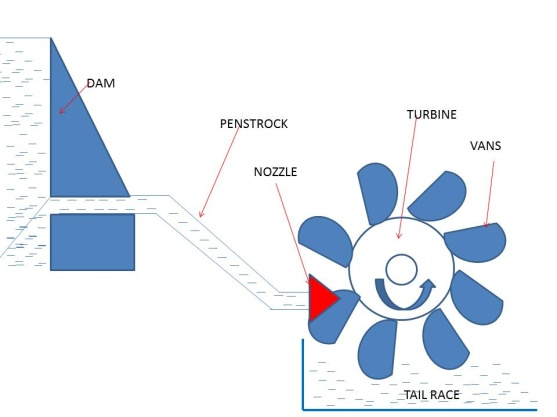 DAM
PENSTROCK
TURBINE
VANS
NOZZLE
TAIL RACE